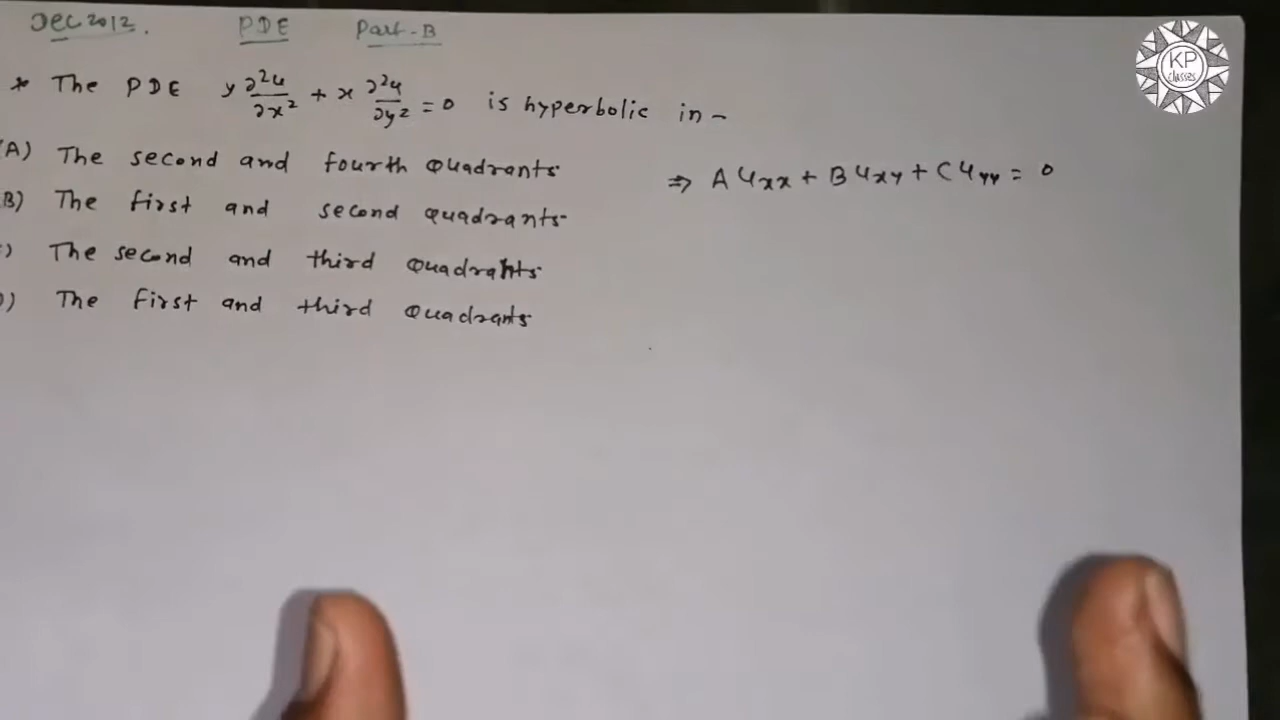 Dec 2012. PDE Part-B
* The PDE y ∂²u/∂x² + x ∂²u/∂y² = 0 is hyperbolic in -
(A) The second and fourth Quadrants
B) The first and second quadrants
) The second and third Quadrants
) The First and third Quadrants
⇒ A uxx + B uxy + C uyy = 0
KP
classes